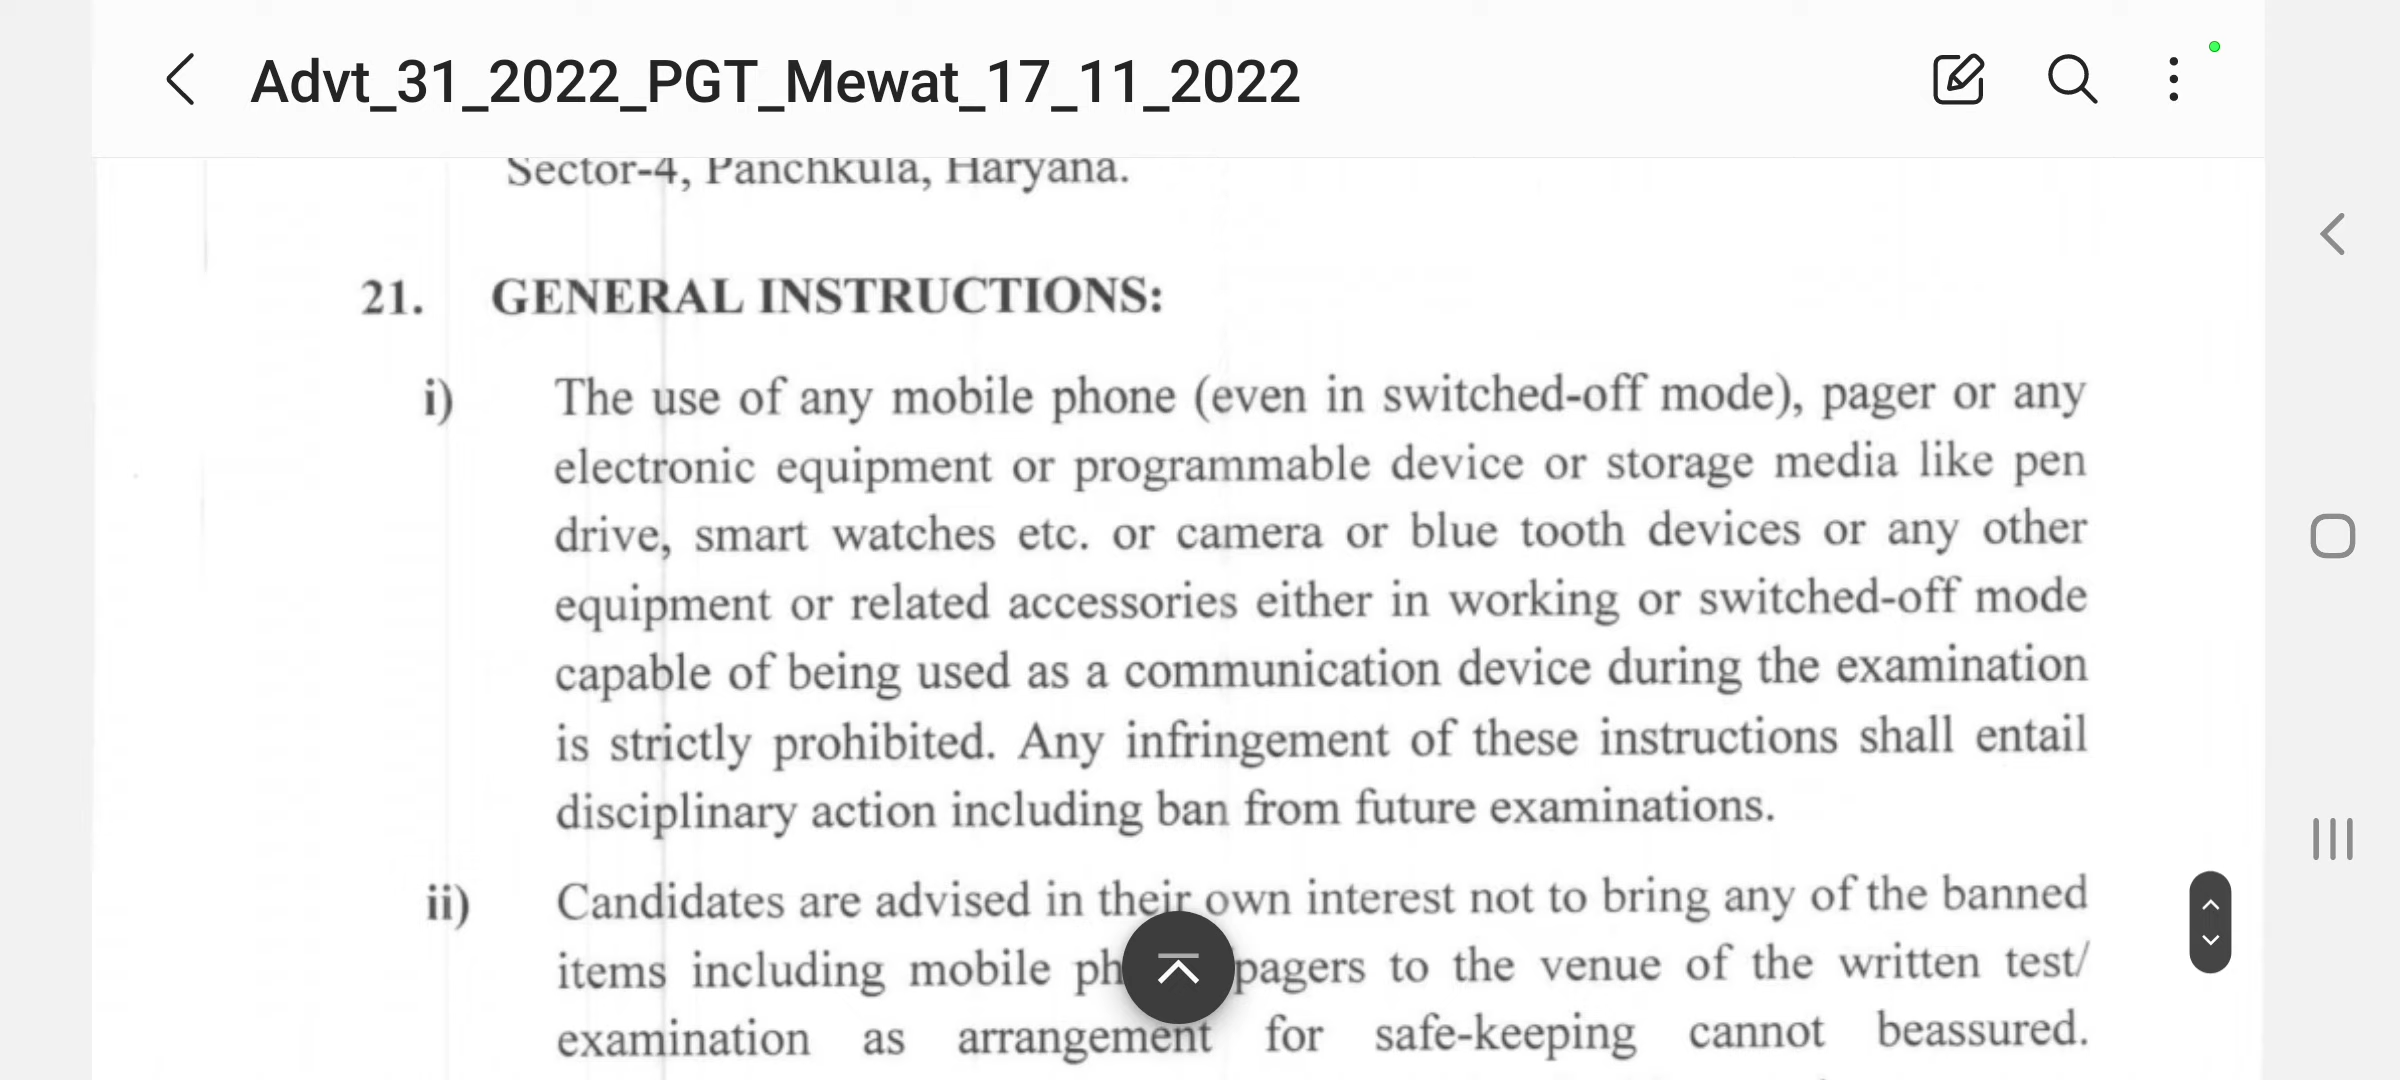 Advt_31_2022_PGT_Mewat_17_11_2022
Sector-4, Panchkula, Haryana.
21. GENERAL INSTRUCTIONS:
i) The use of any mobile phone (even in switched-off mode), pager or any
electronic equipment or programmable device or storage media like pen
drive, smart watches etc. or camera or blue tooth devices or any other
equipment or related accessories either in working or switched-off mode
capable of being used as a communication device during the examination
is strictly prohibited. Any infringement of these instructions shall entail
disciplinary action including ban from future examinations.
ii) Candidates are advised in their own interest not to bring any of the banned
items including mobile pagers to the venue of the written test/
examination as arrangement for safe-keeping cannot beassured.